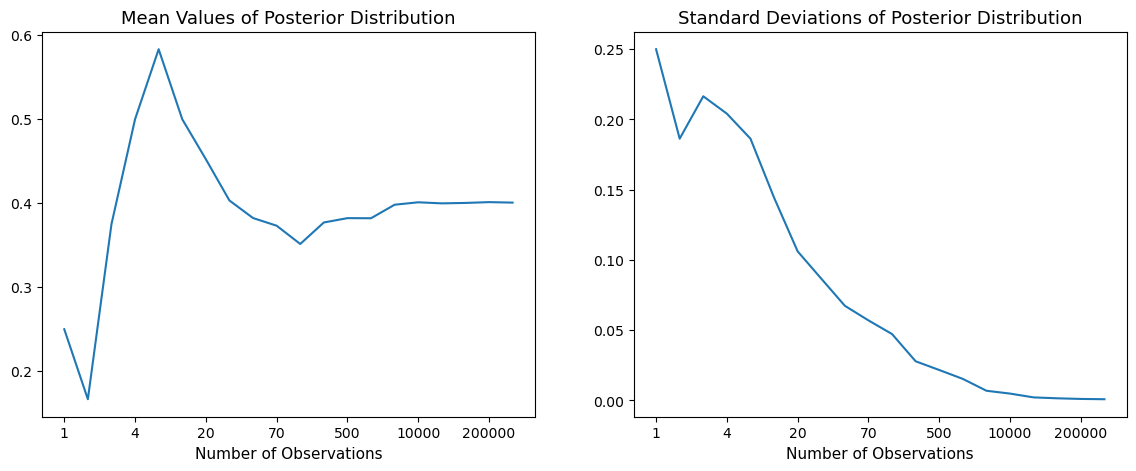 Mean Values of Posterior Distribution
0.6
0.5
0.4
0.3
0.2
1 4 20 70 500 10000 200000
Number of Observations
Standard Deviations of Posterior Distribution
0.25
0.20
0.15
0.10
0.05
0.00
1 4 20 70 500 10000 200000
Number of Observations